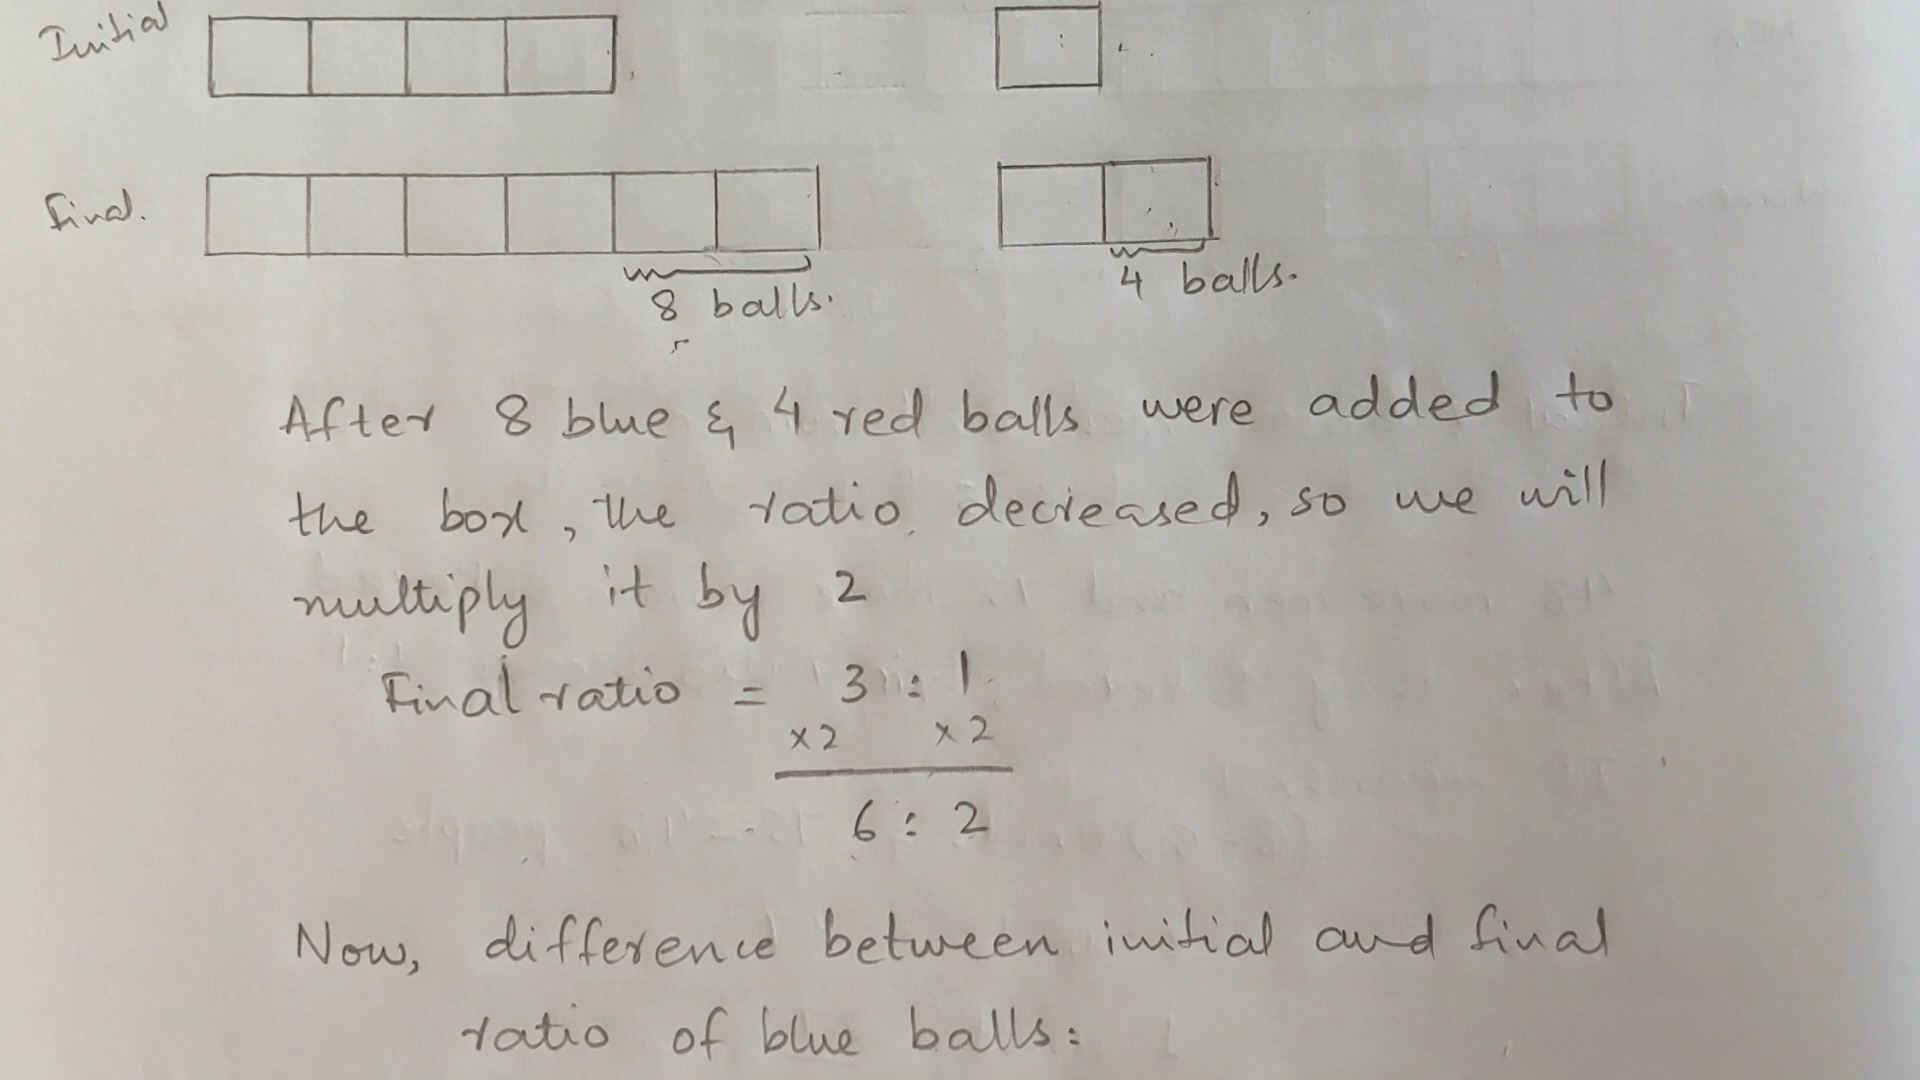 Initial
Final.
8 balls.
4 balls.
After 8 blue & 4 red balls were added to
the box, the ratio decreased, so we will
multiply it by 2
Final ratio = 3 : 1
×2 ×2
6 : 2
Now, difference between initial and final
ratio of blue balls: